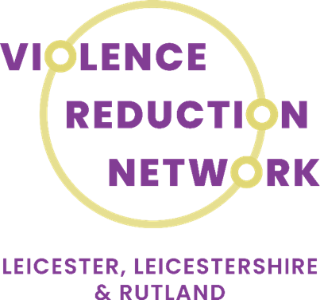 VIOLENCE
REDUCTION
NETWORK
LEICESTER, LEICESTERSHIRE
& RUTLAND